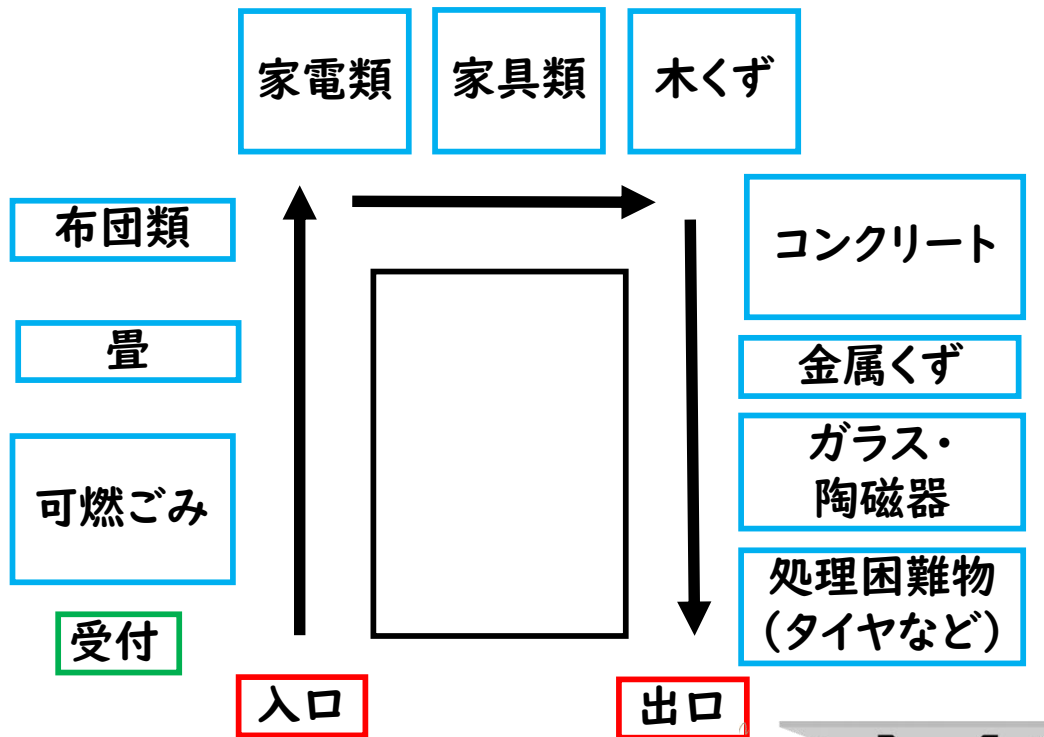 家電類
家具類
木くず
布団類
コンクリート
畳
金属くず
可燃ごみ
ガラス・
陶磁器
処理困難物
(タイヤなど)
受付
入口
出口